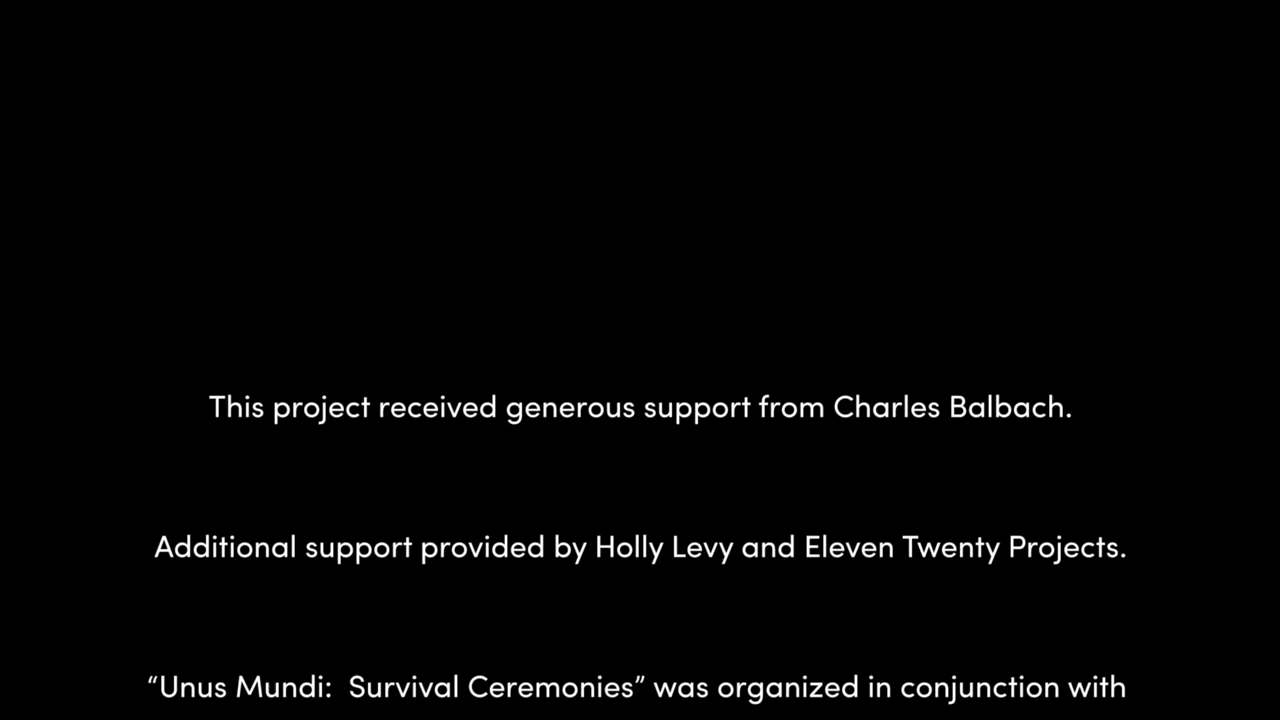 This project received generous support from Charles Balbach.
Additional support provided by Holly Levy and Eleven Twenty Projects.
“Unus Mundi:  Survival Ceremonies” was organized in conjunction with